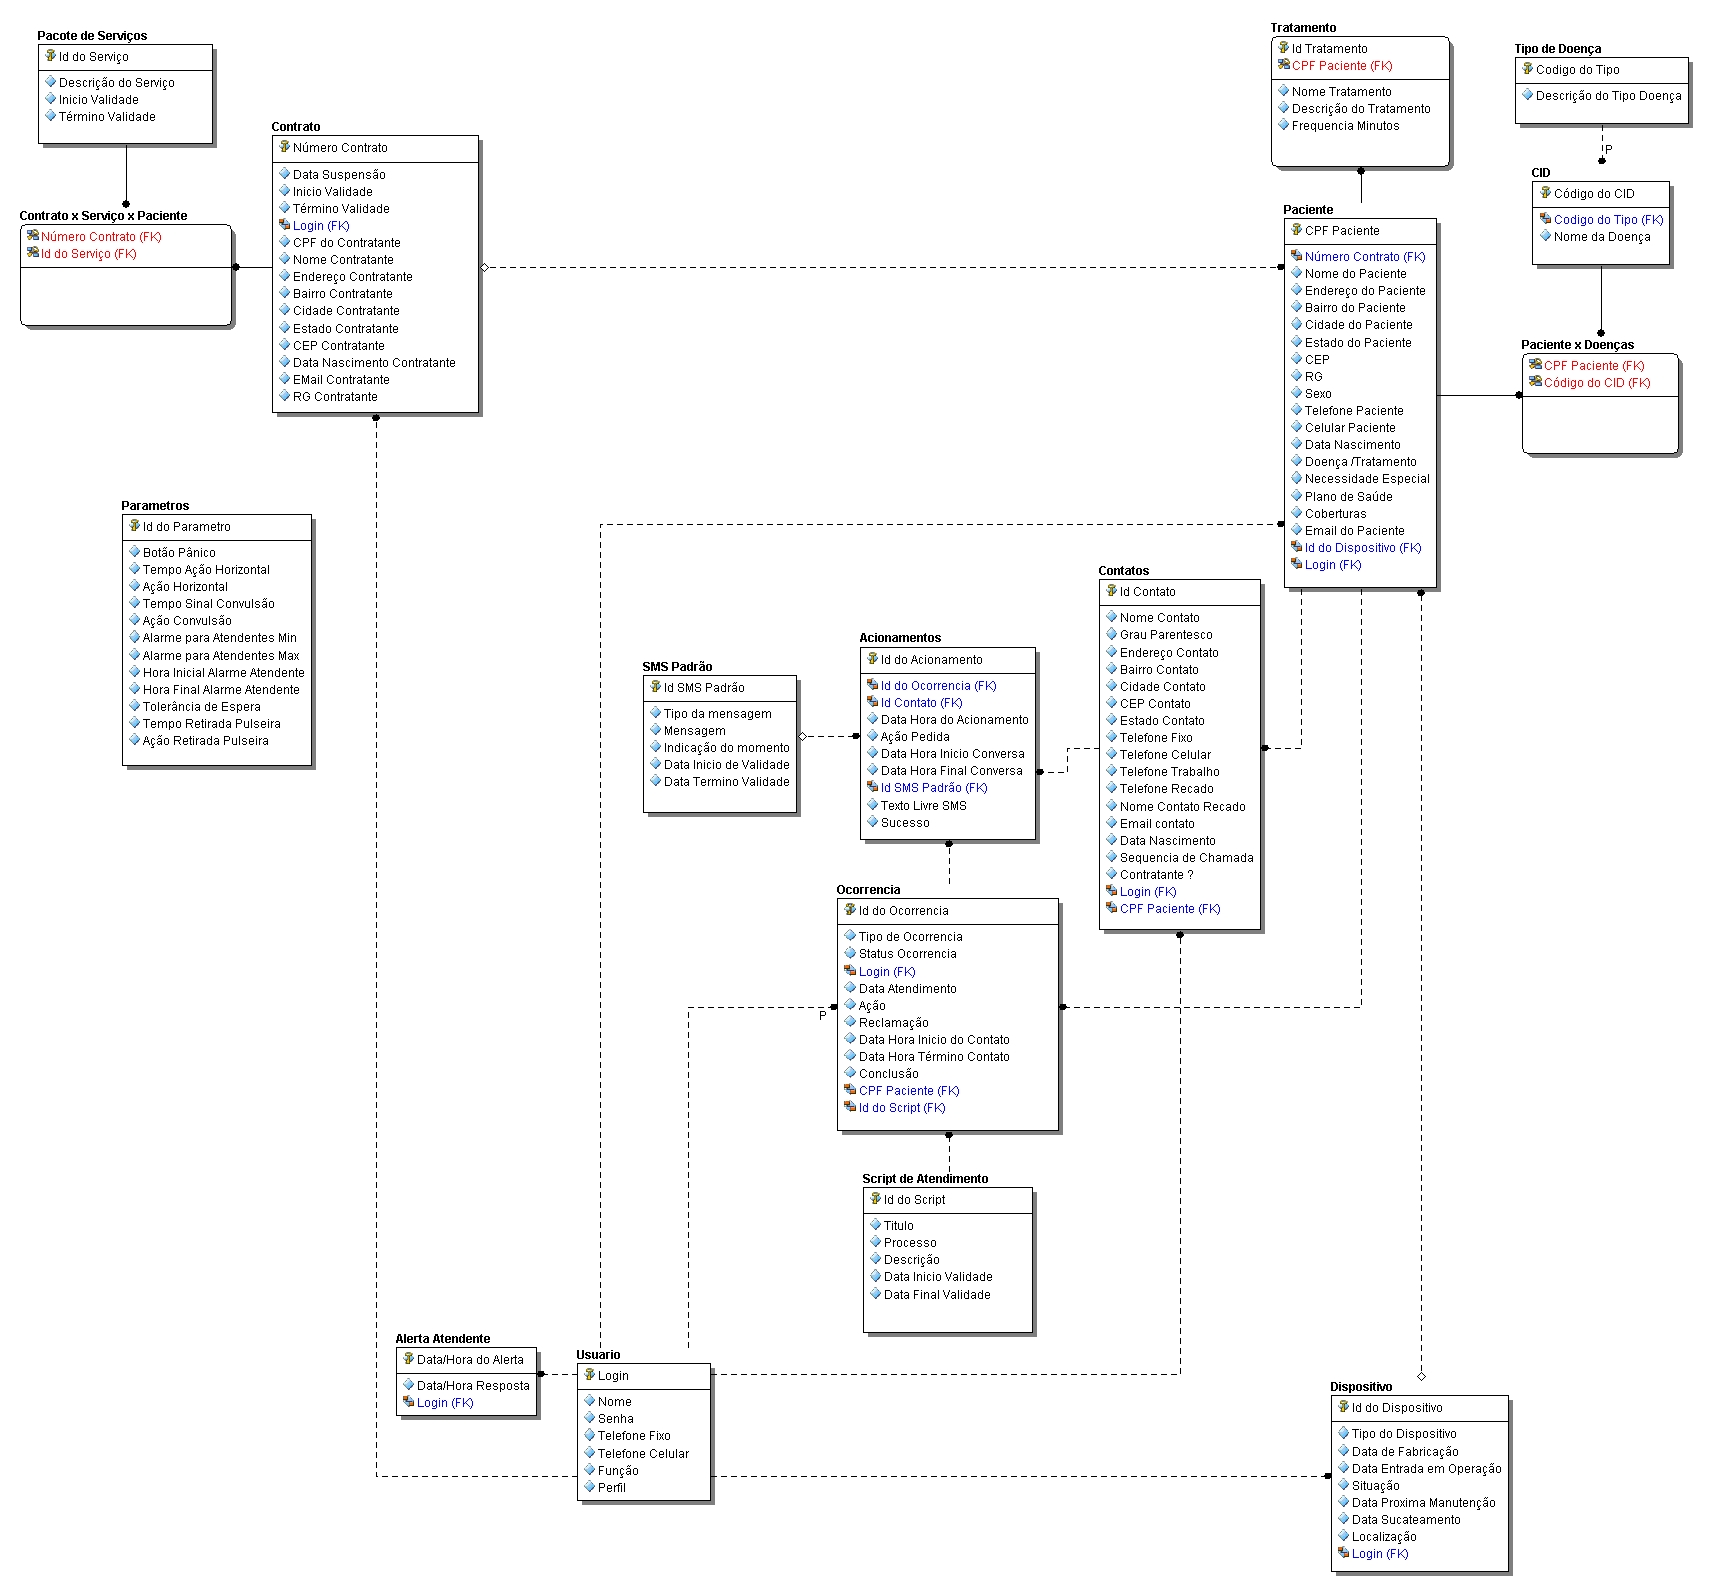 Pacote de Serviços
Id do Serviço
Descrição do Serviço
Inicio Validade
Término Validade
Contrato
Número Contrato
Data Suspensão
Inicio Validade
Término Validade
Login (FK)
CPF do Contratante
Nome Contratante
Endereço Contratante
Bairro Contratante
Cidade Contratante
Estado Contratante
CEP Contratante
Data Nascimento Contratante
EMail Contratante
RG Contratante
Contrato x Serviço x Paciente
Número Contrato (FK)
Id do Serviço (FK)
Tratamento
Id Tratamento
CPF Paciente (FK)
Nome Tratamento
Descrição do Tratamento
Frequencia Minutos
Tipo de Doença
Codigo do Tipo
Descrição do Tipo Doença
P
CID
Código do CID
Codigo do Tipo (FK)
Nome da Doença
Paciente
CPF Paciente
Número Contrato (FK)
Nome do Paciente
Endereço do Paciente
Bairro do Paciente
Cidade do Paciente
Estado do Paciente
CEP
RG
Sexo
Telefone Paciente
Celular Paciente
Data Nascimento
Doença /Tratamento
Necessidade Especial
Plano de Saúde
Coberturas
Email do Paciente
Id do Dispositivo (FK)
Login (FK)
Paciente x Doenças
CPF Paciente (FK)
Código do CID (FK)
Parametros
Id do Parametro
Botão Pânico
Tempo Ação Horizontal
Ação Horizontal
Tempo Sinal Convulsão
Ação Convulsão
Alarme para Atendentes Min
Alarme para Atendentes Max
Hora Inicial Alarme Atendente
Hora Final Alarme Atendente
Tolerância de Espera
Tempo Retirada Pulseira
Ação Retirada Pulseira
SMS Padrão
Id SMS Padrão
Tipo da mensagem
Mensagem
Indicação do momento
Data Inicio de Validade
Data Termino Validade
Acionamentos
Id do Acionamento
Id do Ocorrencia (FK)
Id Contato (FK)
Data Hora do Acionamento
Ação Pedida
Data Hora Inicio Conversa
Data Hora Final Conversa
Id SMS Padrão (FK)
Texto Livre SMS
Sucesso
Contatos
Id Contato
Nome Contato
Grau Parentesco
Endereço Contato
Bairro Contato
Cidade Contato
CEP Contato
Estado Contato
Telefone Fixo
Telefone Celular
Telefone Trabalho
Telefone Recado
Nome Contato Recado
Email contato
Data Nascimento
Sequencia de Chamada
Contratante ?
Login (FK)
CPF Paciente (FK)
Ocorrencia
Id do Ocorrencia
Tipo de Ocorrencia
Status Ocorrencia
Login (FK)
Data Atendimento
Ação
Reclamação
Data Hora Inicio do Contato
Data Hora Término Contato
Conclusão
CPF Paciente (FK)
Id do Script (FK)
P
Script de Atendimento
Id do Script
Titulo
Processo
Descrição
Data Inicio Validade
Data Final Validade
Alerta Atendente
Data/Hora do Alerta
Data/Hora Resposta
Login (FK)
Usuario
Login
Nome
Senha
Telefone Fixo
Telefone Celular
Função
Perfil
Dispositivo
Id do Dispositivo
Tipo do Dispositivo
Data de Fabricação
Data Entrada em Operação
Situação
Data Proxima Manutenção
Data Sucateamento
Localização
Login (FK)